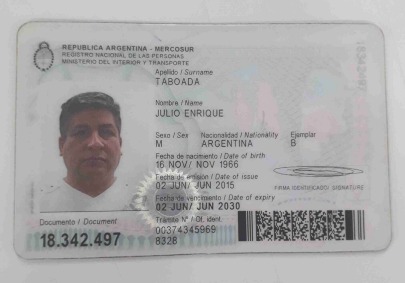 REPUBLICA ARGENTINA - MERCOSUR
REGISTRO NACIONAL DE LAS PERSONAS
MINISTERIO DEL INTERIOR Y TRANSPORTE
Apellido / Surname
TABOADA
Nombre / Name
JULIO ENRIQUE
Sexo / Sex Nacionalidad / Nationality Ejemplar
M ARGENTINA B
Fecha de nacimiento / Date of birth
16 NOV/ NOV 1966
Fecha de emisión / Date of issue
02 JUN/ JUN 2015
FIRMA IDENTIFICADO/ SIGNATURE
Fecha de vencimiento / Date of expiry
02 JUN/ JUN 2030
Documento / Document
18.342.497
Trámite N° / Of. ident.
00374345969
8328